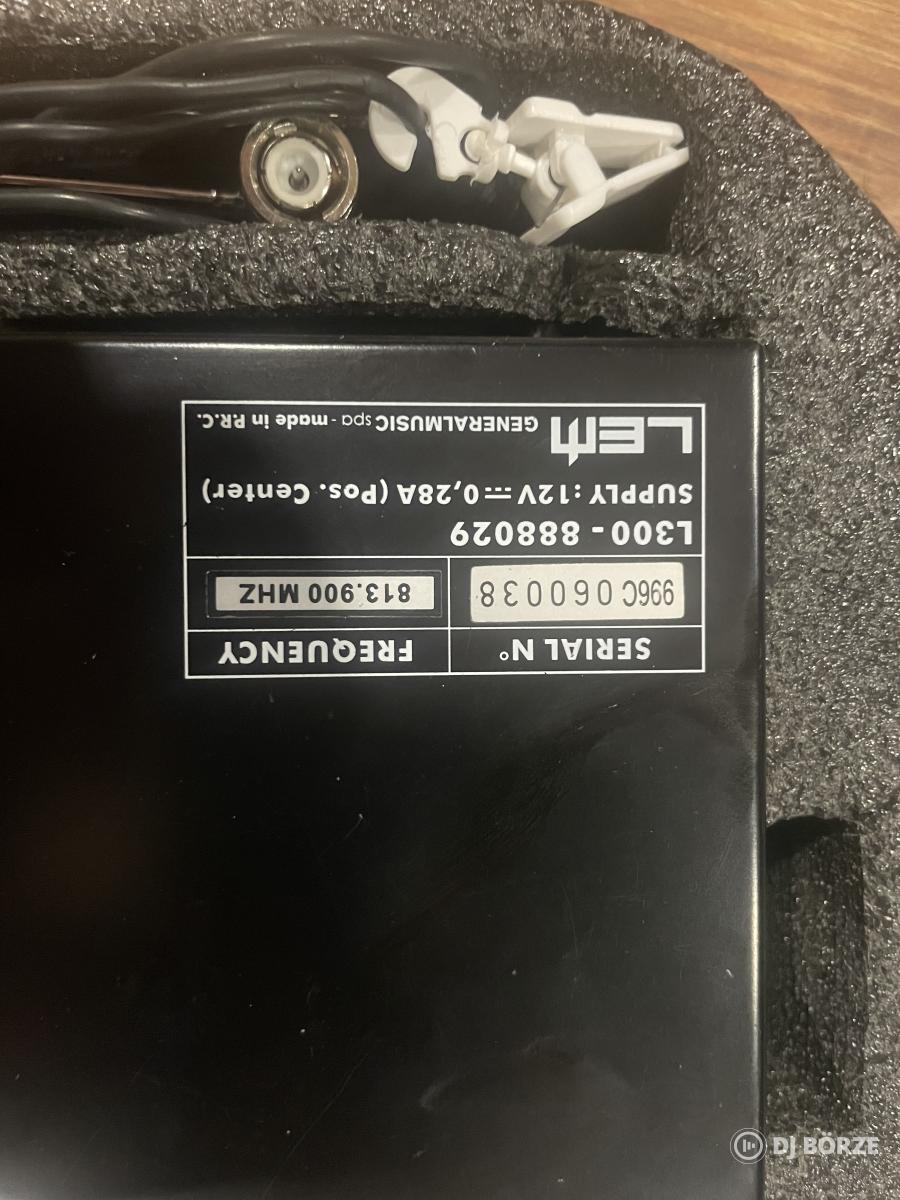 SERIAL N° FREQUENCY
996C060038 813.900 MHZ
L300 - 888029
SUPPLY : 12V ⎓ 0,28A (Pos. Center)
LEM GENERALMUSIC spa - made in P.R.C.
DJ BÖRZE